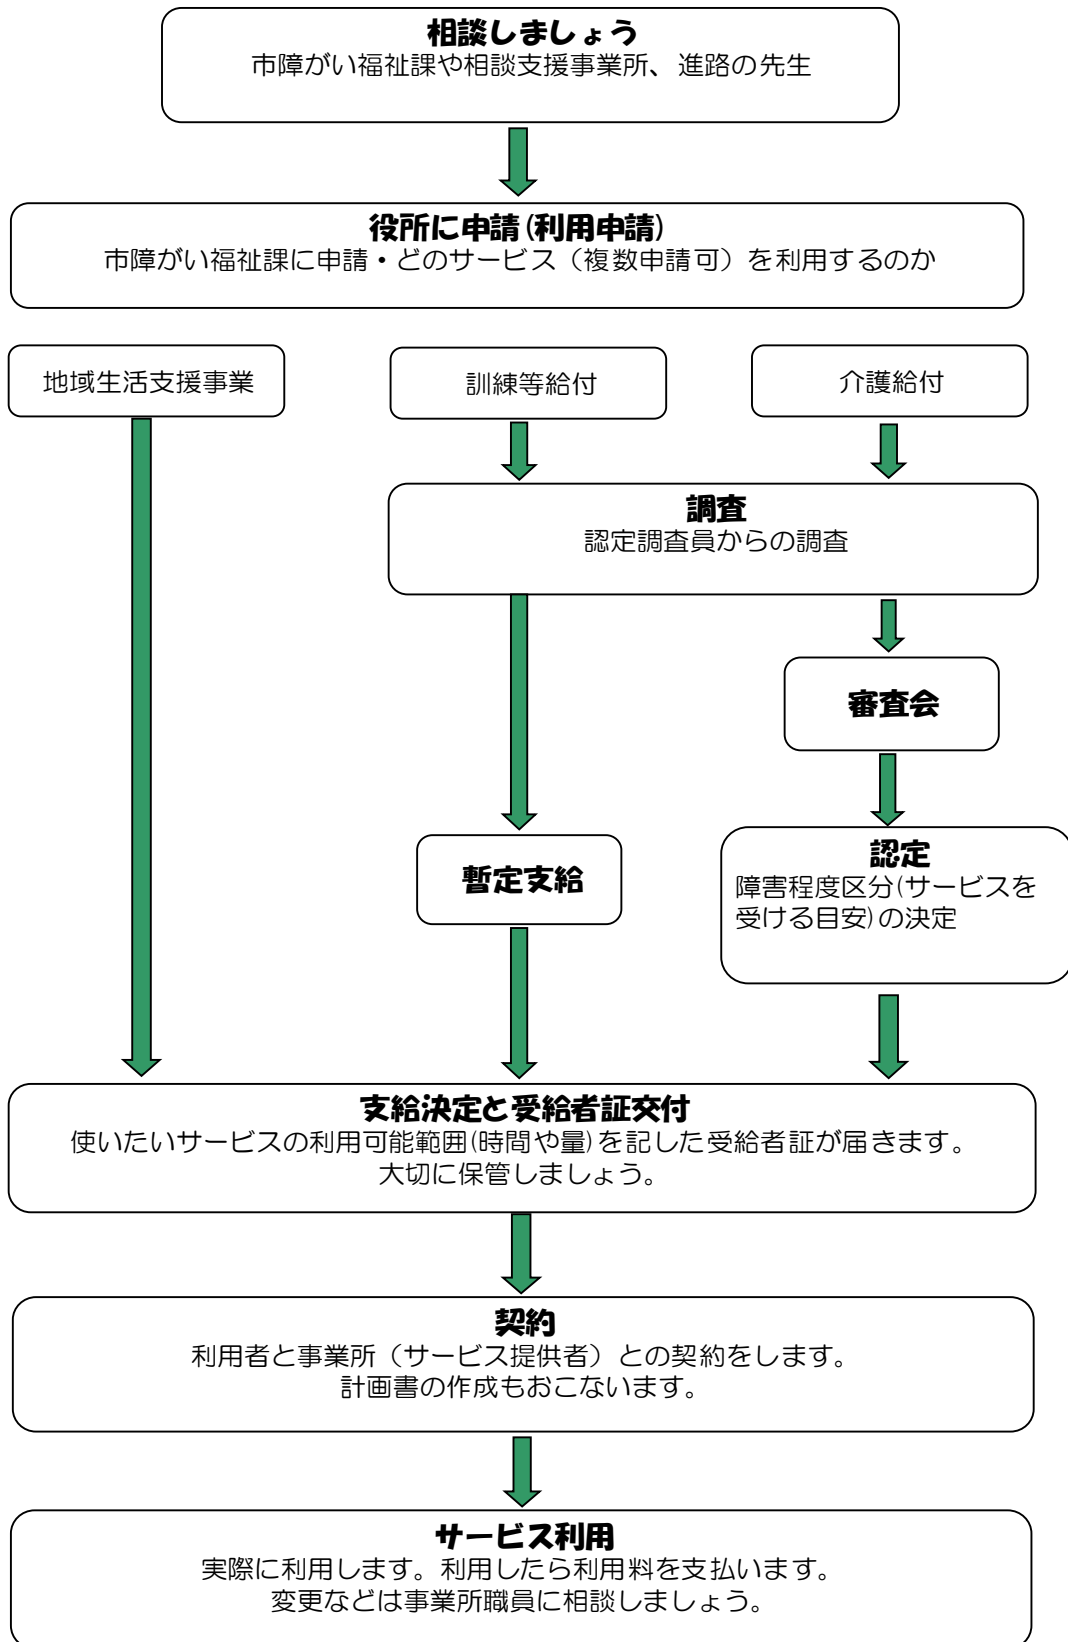 相談しましょう
市障がい福祉課や相談支援事業所、進路の先生
役所に申請(利用申請)
市障がい福祉課に申請・どのサービス（複数申請可）を利用するのか
地域生活支援事業
訓練等給付
介護給付
調査
認定調査員からの調査
審査会
暫定支給
認定
障害程度区分(サービスを
受ける目安)の決定
支給決定と受給者証交付
使いたいサービスの利用可能範囲(時間や量)を記した受給者証が届きます。
大切に保管しましょう。
契約
利用者と事業所（サービス提供者）との契約をします。
計画書の作成もおこないます。
サービス利用
実際に利用します。利用したら利用料を支払います。
変更などは事業所職員に相談しましょう。